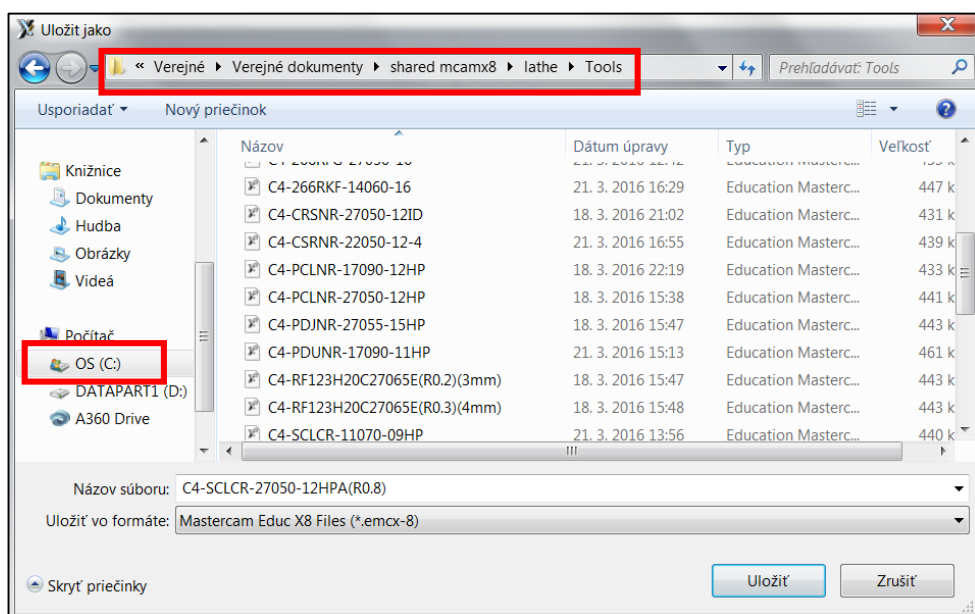 Uložiť jako
« Verejné ▸ Verejné dokumenty ▸ shared mcamx8 ▸ lathe ▸ Tools
Prehľadávať: Tools
Usporiadať Nový priečinok
Názov Dátum úpravy Typ Veľkosť
Knižnice
Dokumenty
Hudba
Obrázky
Videá
Počítač
OS (C:)
DATAPART1 (D:)
A360 Drive
C4-266RKF-14060-16 21. 3. 2016 16:29 Education Masterc... 447 k
C4-CRSNR-27050-12ID 18. 3. 2016 21:02 Education Masterc... 431 k
C4-CSRNR-22050-12-4 21. 3. 2016 16:55 Education Masterc... 439 k
C4-PCLNR-17090-12HP 18. 3. 2016 22:19 Education Masterc... 433 k
C4-PCLNR-27050-12HP 18. 3. 2016 15:38 Education Masterc... 441 k
C4-PDJNR-27055-15HP 18. 3. 2016 15:47 Education Masterc... 443 k
C4-PDUNR-17090-11HP 21. 3. 2016 15:13 Education Masterc... 461 k
C4-RF123H20C27065E(R0.2)(3mm) 18. 3. 2016 15:47 Education Masterc... 443 k
C4-RF123H20C27065E(R0.3)(4mm) 18. 3. 2016 15:48 Education Masterc... 443 k
C4-SCLCR-11070-09HP 21. 3. 2016 13:56 Education Masterc... 440 k
Názov súboru: C4-SCLCR-27050-12HPA(R0.8)
Uložiť vo formáte: Mastercam Educ X8 Files (*.emcx-8)
Skryť priečinky
Uložiť Zrušiť